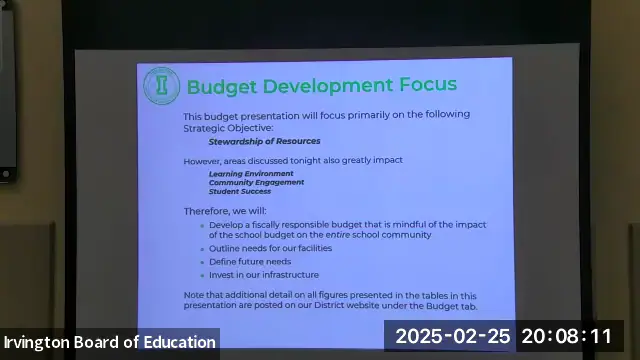 I
Budget Development Focus
This budget presentation will focus primarily on the following
Strategic Objective:
Stewardship of Resources
However, areas discussed tonight also greatly impact
Learning Environment
Community Engagement
Student Success
Therefore, we will:
• Develop a fiscally responsible budget that is mindful of the impact
of the school budget on the entire school community
• Outline needs for our facilities
• Define future needs
• Invest in our infrastructure
Note that additional detail on all figures presented in the tables in this
presentation are posted on our District website under the Budget tab.
Irvington Board of Education
2025-02-25 20:08:11